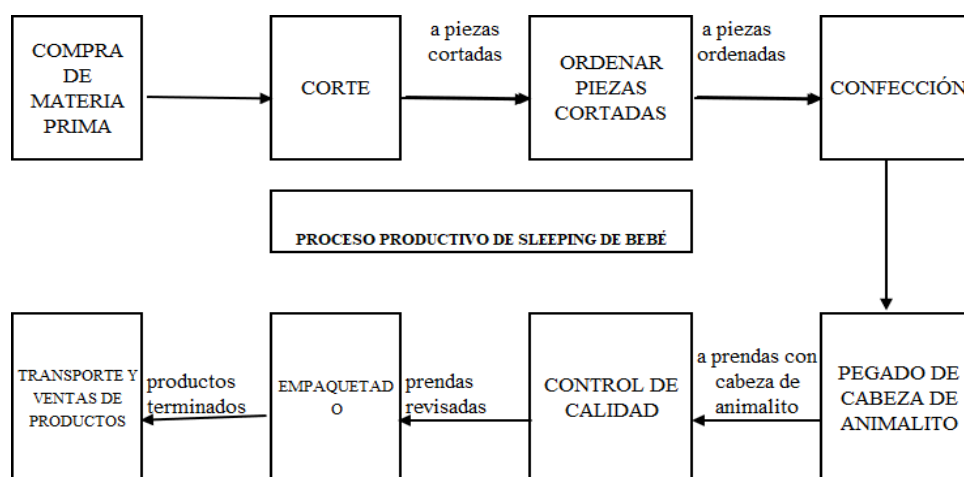 COMPRA
DE
MATERIA
PRIMA
CORTE
a piezas
cortadas
ORDENAR
PIEZAS
CORTADAS
a piezas
ordenadas
CONFECCIÓN
PROCESO PRODUCTIVO DE SLEEPING DE BEBÉ
TRANSPORTE Y
VENTAS DE
PRODUCTOS
productos
terminados
EMPAQUETAD
O
prendas
revisadas
CONTROL DE
CALIDAD
a prendas con
cabeza de
animalito
PEGADO DE
CABEZA DE
ANIMALITO